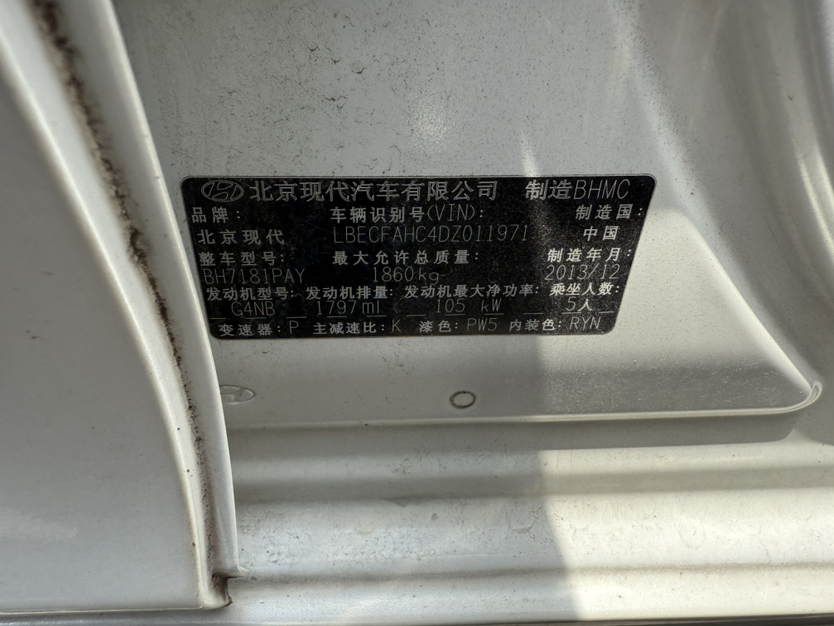 北京现代汽车有限公司 制造BHMC
品牌: 车辆识别号(VIN): 制造国:
北京现代 LBECFAHC4DZ011971 中国
整车型号: 最大允许总质量: 制造年月:
BH7181PAY 1860kg 2013/12
发动机型号: 发动机排量: 发动机最大净功率: 乘坐人数:
G4NB 1797ml 105 kW 5人
变速器: P 主减速比: K 漆色: PW5 内装色: RYN